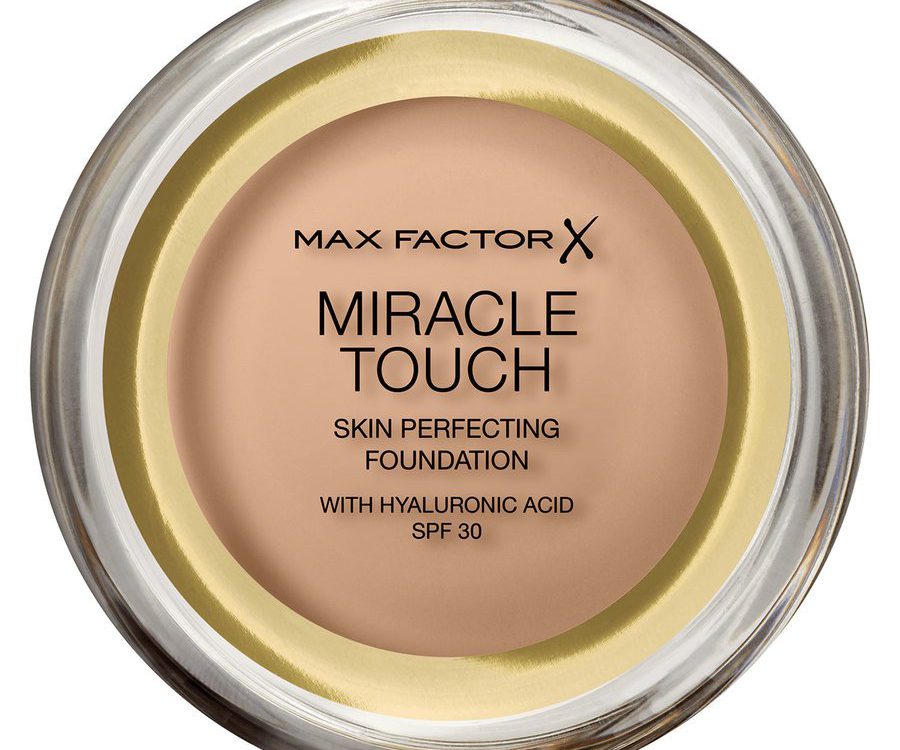 MAX FACTOR X
MIRACLE
TOUCH
SKIN PERFECTING
FOUNDATION
WITH HYALURONIC ACID
SPF 30